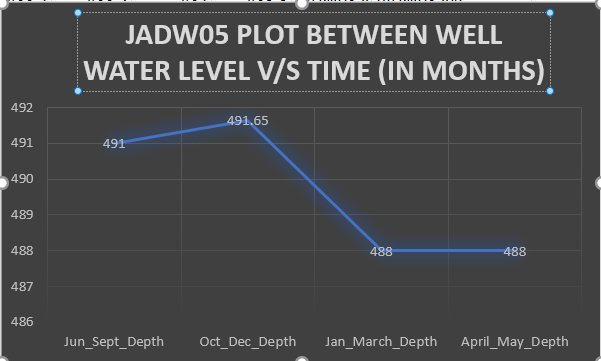 JADW05 PLOT BETWEEN WELL
WATER LEVEL V/S TIME (IN MONTHS)
492
491
490
489
488
487
486
491
491.65
488
488
Jun_Sept_Depth
Oct_Dec_Depth
Jan_March_Depth
April_May_Depth